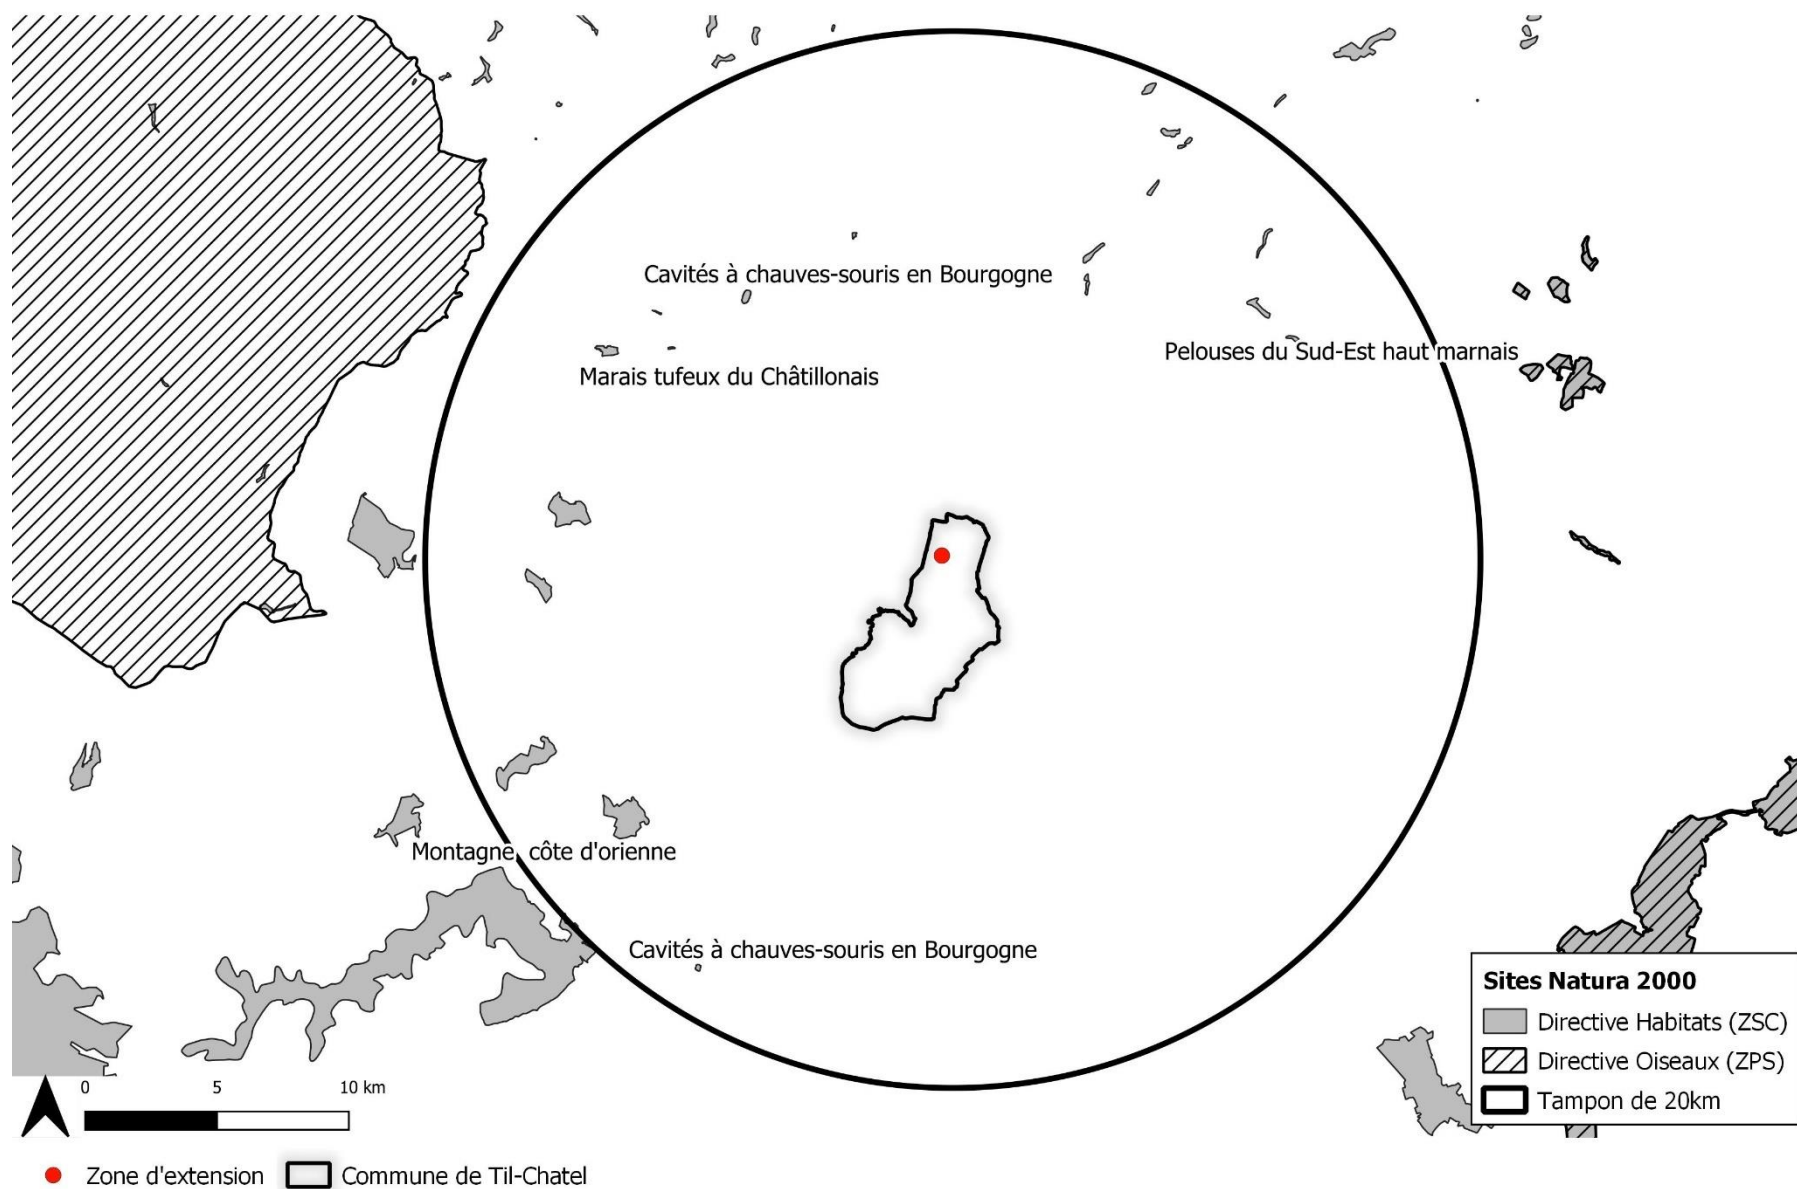 Cavités à chauves-souris en Bourgogne
Pelouses du Sud-Est haut marnais
Marais tufeux du Châtillonais
Montagne côte d'orienne
Cavités à chauves-souris en Bourgogne
Sites Natura 2000
Directive Habitats (ZSC)
Directive Oiseaux (ZPS)
Tampon de 20km
0 5 10 km
Zone d'extension
Commune de Til-Chatel